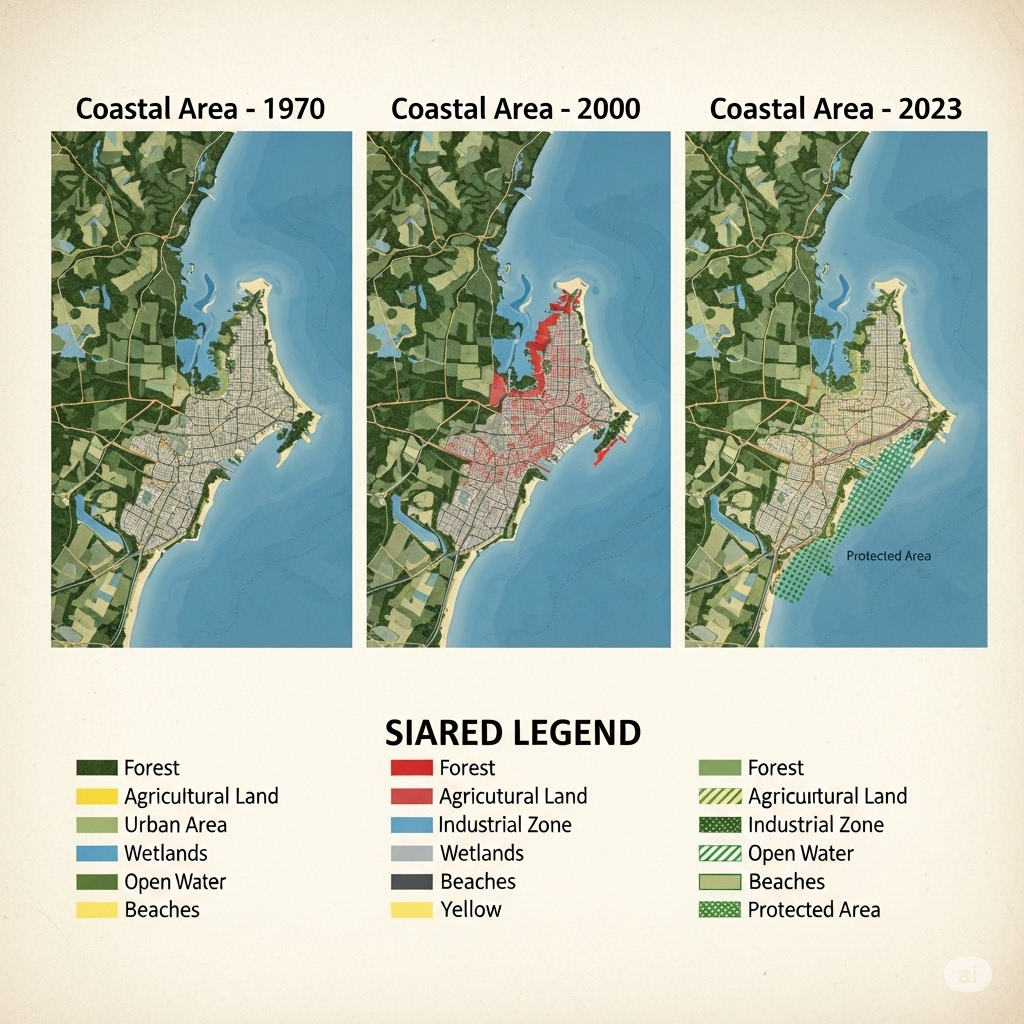 Coastal Area - 1970
Coastal Area - 2000
Coastal Area - 2023
Protected Area
SIARED LEGEND
Forest
Agricultural Land
Urban Area
Wetlands
Open Water
Beaches
Forest
Agricutural Land
Industrial Zone
Wetlands
Beaches
Yellow
Forest
Agricurtural Land
Industrial Zone
Open Water
Beaches
Protected Area
ai